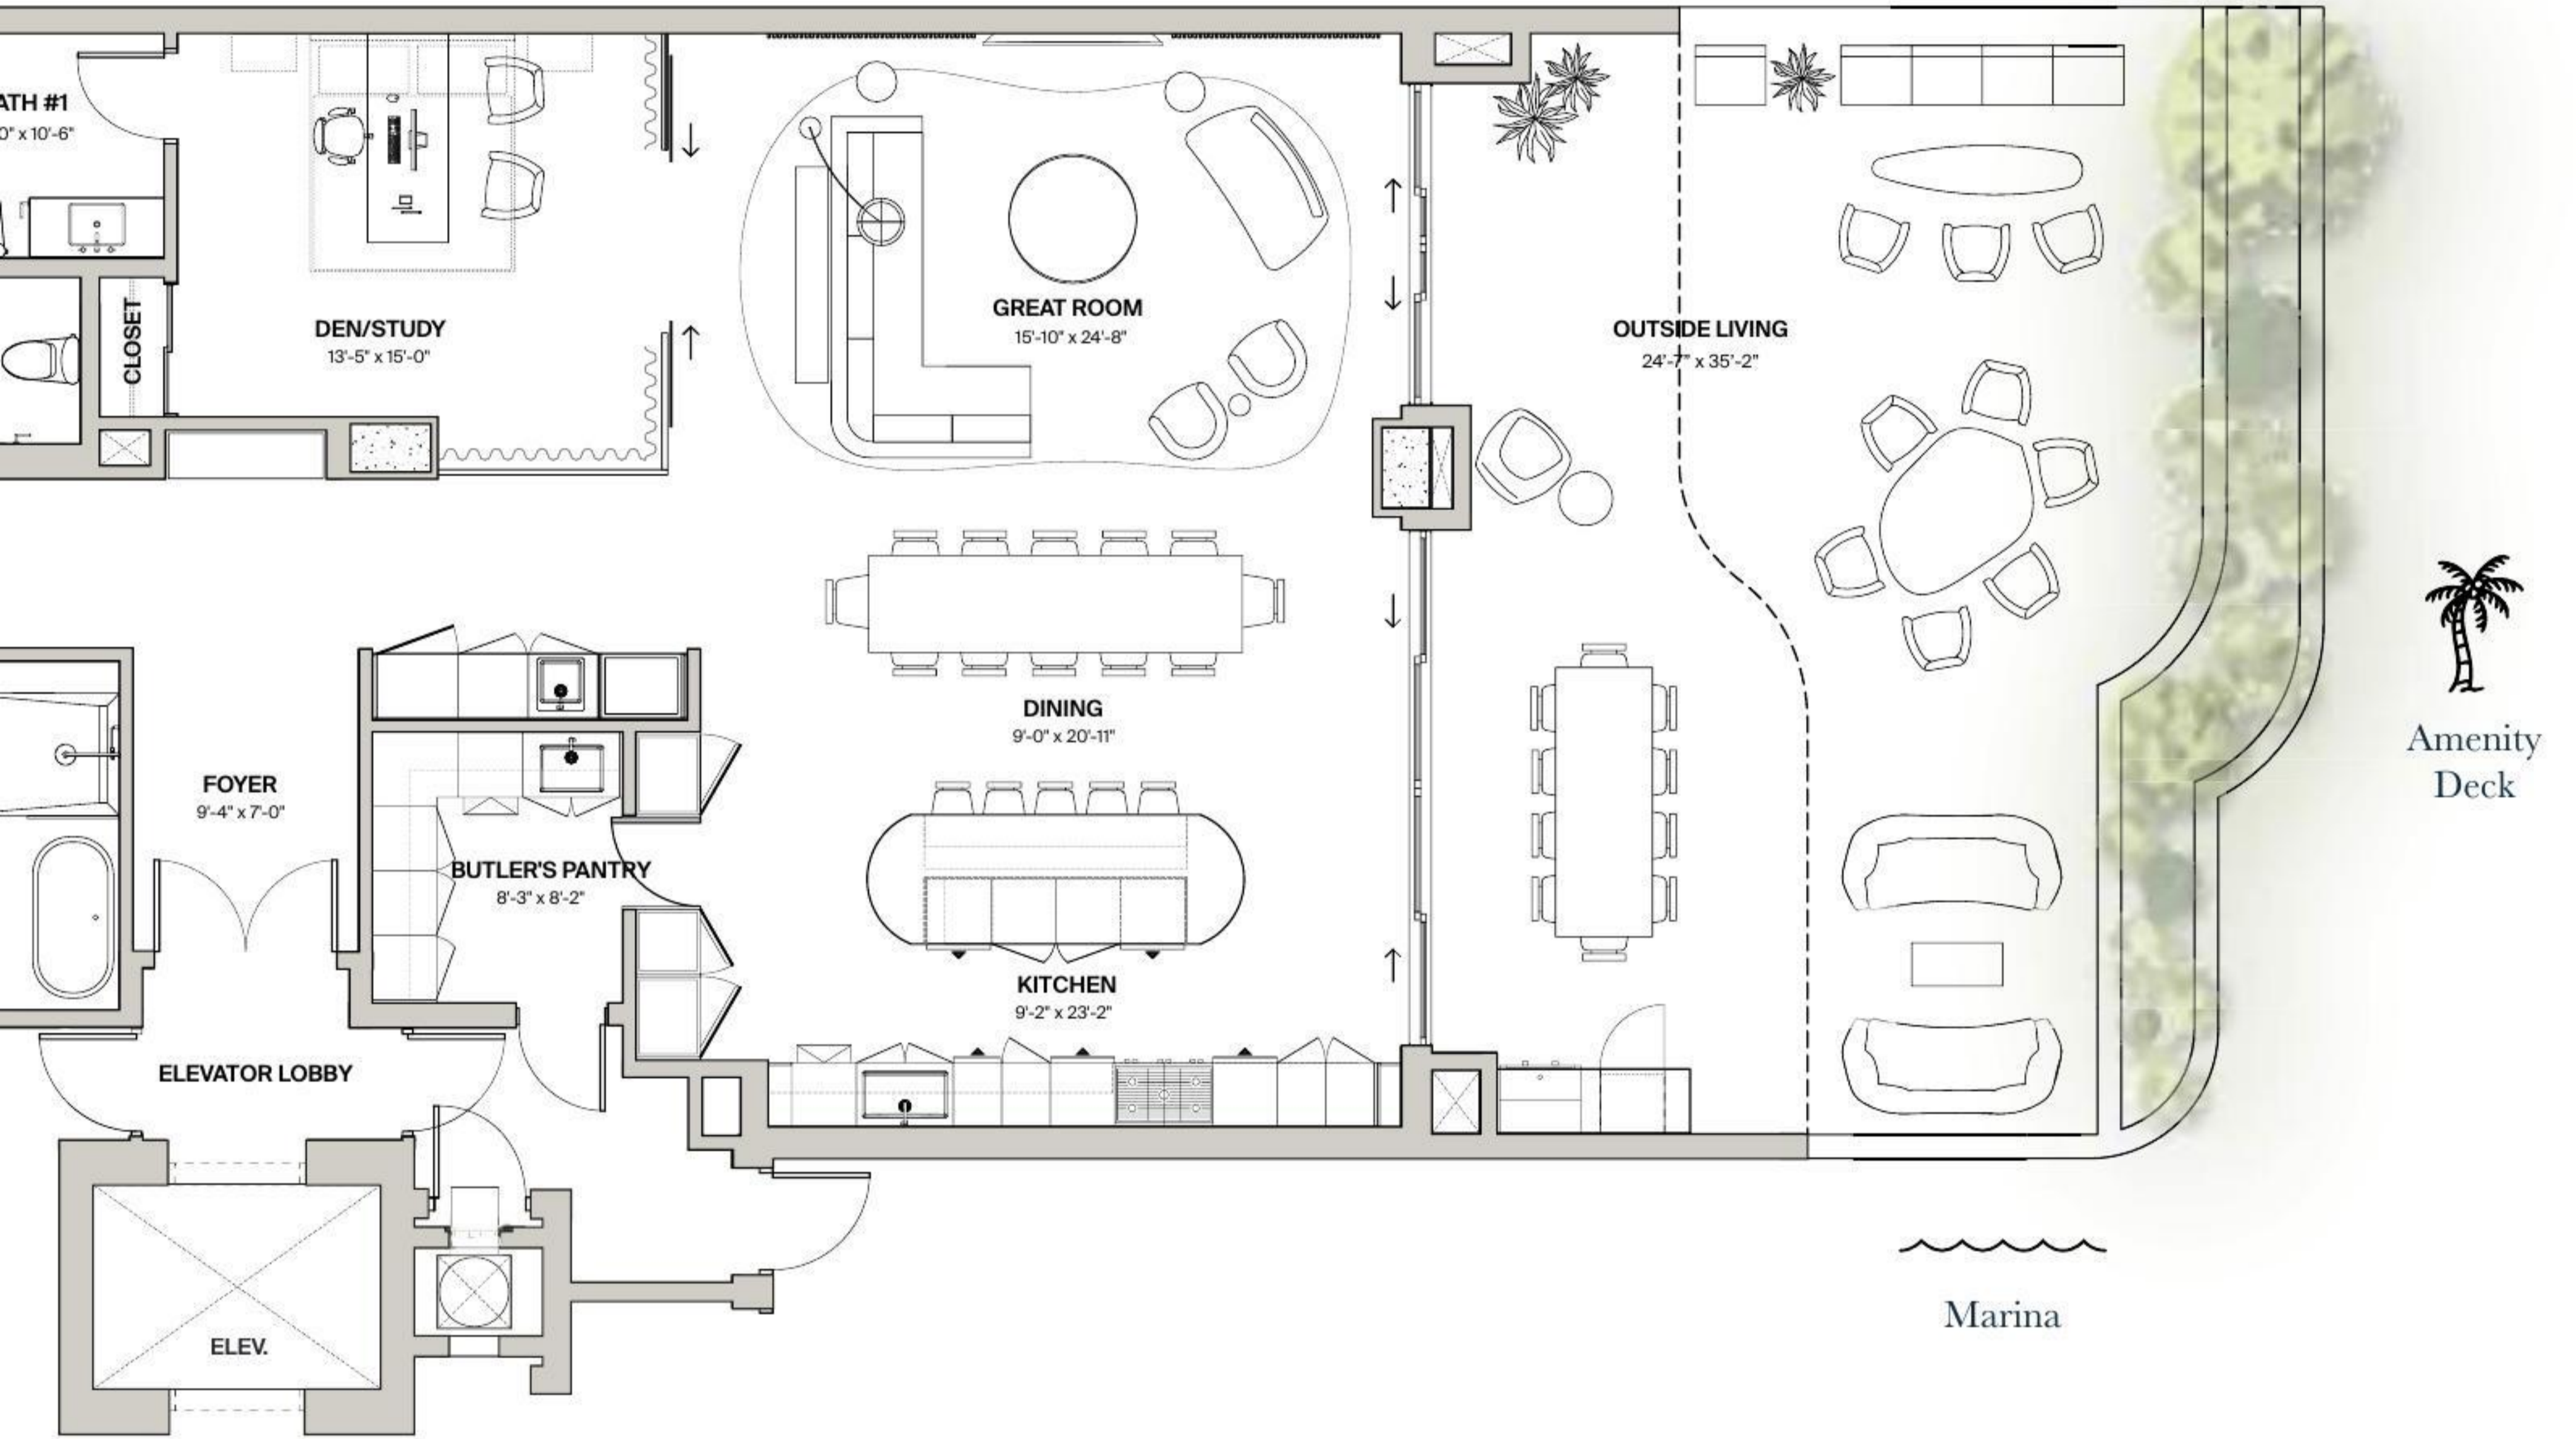 ATH #1
0" x 10'-6"
CLOSET
DEN/STUDY
13'-5" x 15'-0"
GREAT ROOM
15'-10" x 24'-8"
OUTSIDE LIVING
24'-7" x 35'-2"
DINING
9'-0" x 20'-11"
FOYER
9'-4" x 7'-0"
BUTLER'S PANTRY
8'-3" x 8'-2"
KITCHEN
9'-2" x 23'-2"
ELEVATOR LOBBY
ELEV.
Amenity
Deck
Marina